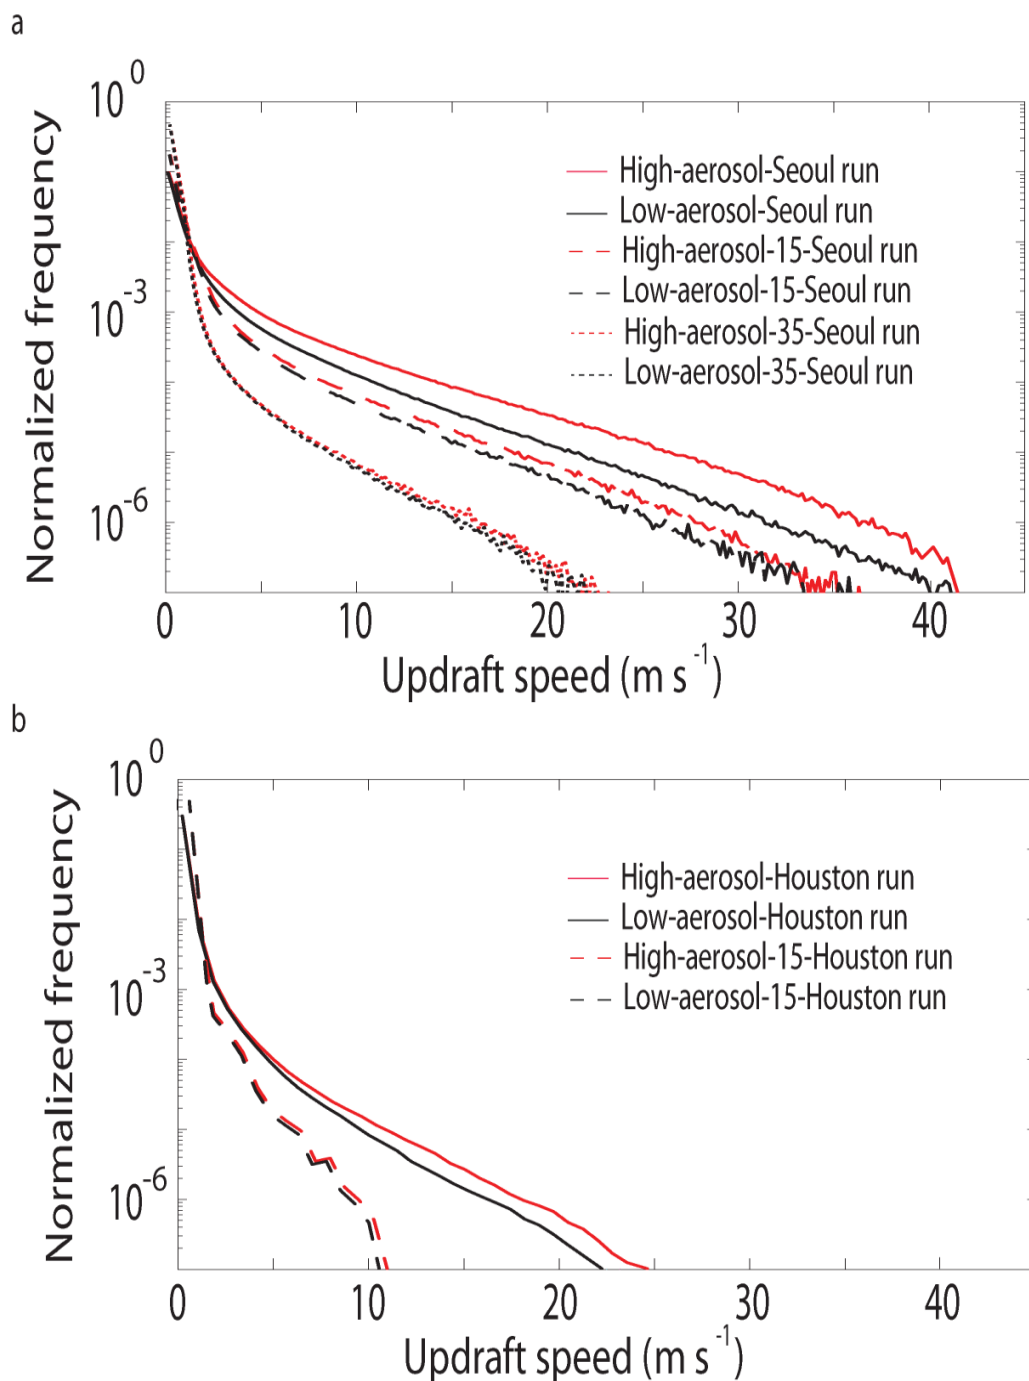 a
10^0
10^-3
10^-6
Normalized frequency
High-aerosol-Seoul run
Low-aerosol-Seoul run
High-aerosol-15-Seoul run
Low-aerosol-15-Seoul run
High-aerosol-35-Seoul run
Low-aerosol-35-Seoul run
0 10 20 30 40
Updraft speed (m s^-1)
b
10^0
10^-3
10^-6
Normalized frequency
High-aerosol-Houston run
Low-aerosol-Houston run
High-aerosol-15-Houston run
Low-aerosol-15-Houston run
0 10 20 30 40
Updraft speed (m s^-1)